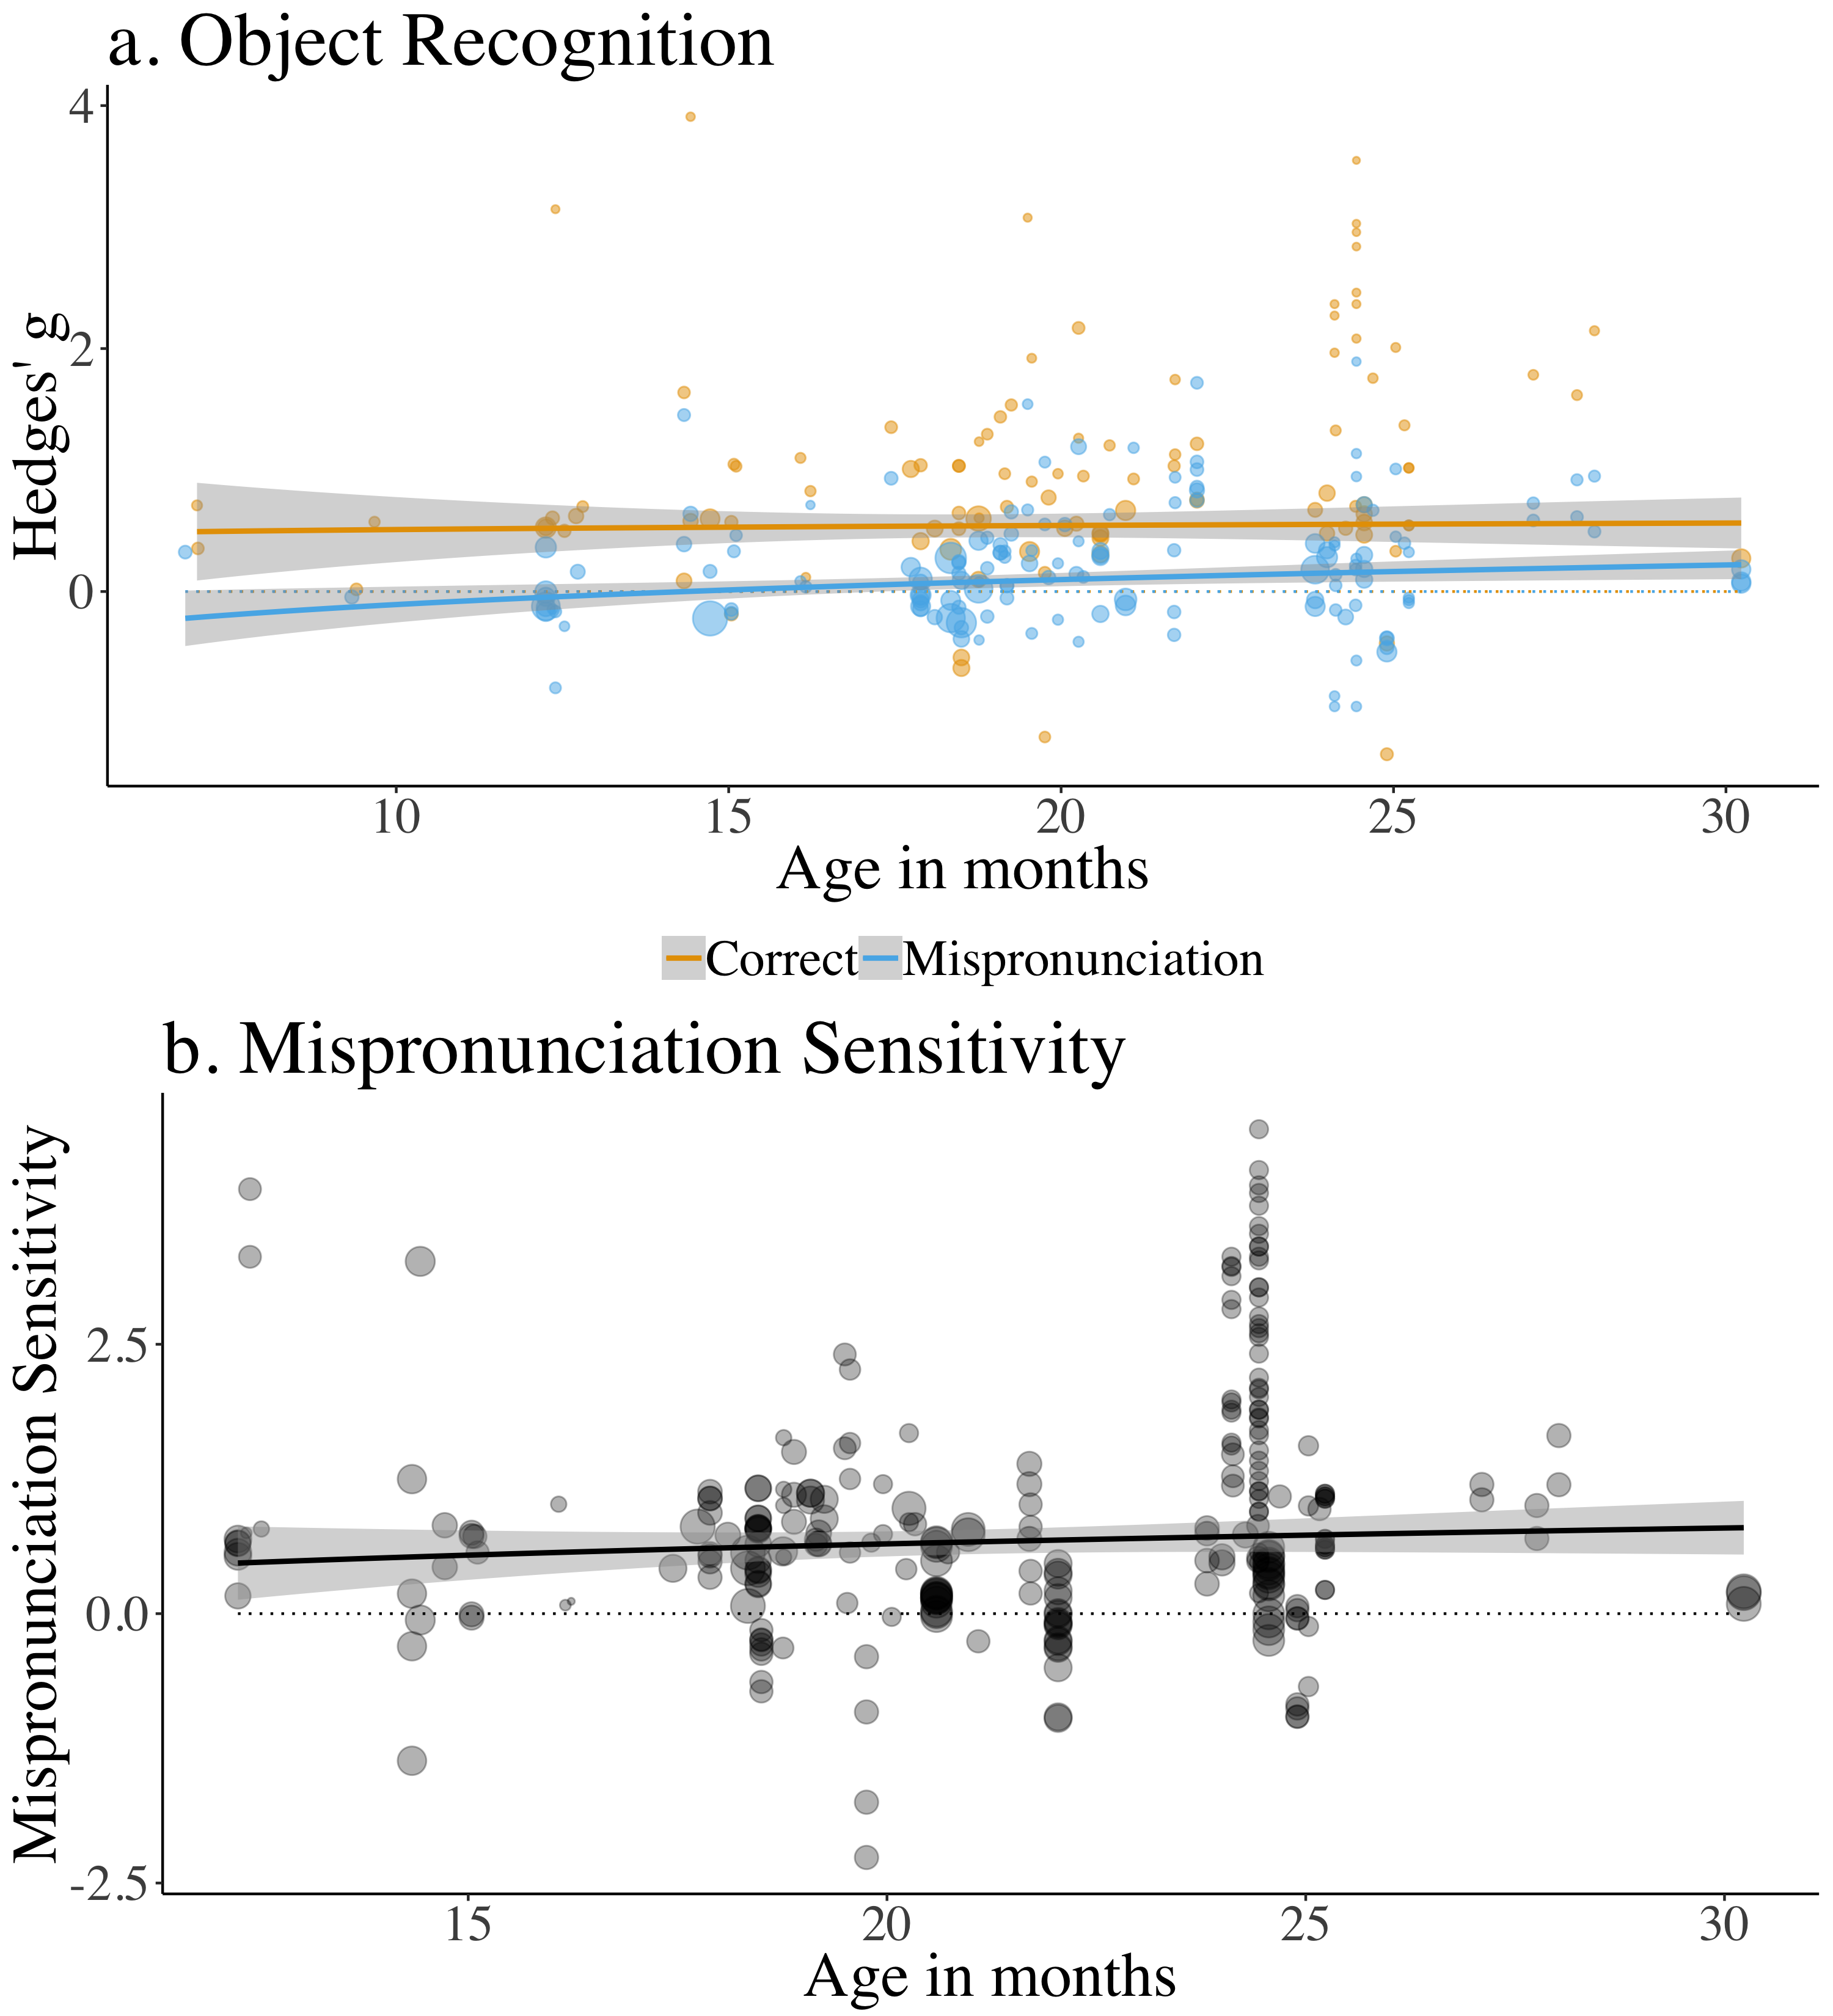 a. Object Recognition
Hedges' g
4
2
0
10 15 20 25 30
Age in months
Correct Mispronunciation
b. Mispronunciation Sensitivity
Mispronunciation Sensitivity
2.5
0.0
-2.5
15 20 25 30
Age in months